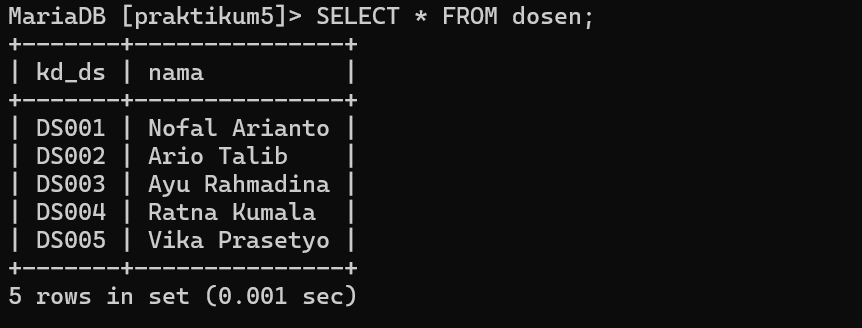 MariaDB [praktikum5]> SELECT * FROM dosen;
+-------+---------------+
| kd_ds | nama          |
+-------+---------------+
| DS001 | Nofal Arianto |
| DS002 | Ario Talib    |
| DS003 | Ayu Rahmadina |
| DS004 | Ratna Kumala  |
| DS005 | Vika Prasetyo |
+-------+---------------+
5 rows in set (0.001 sec)